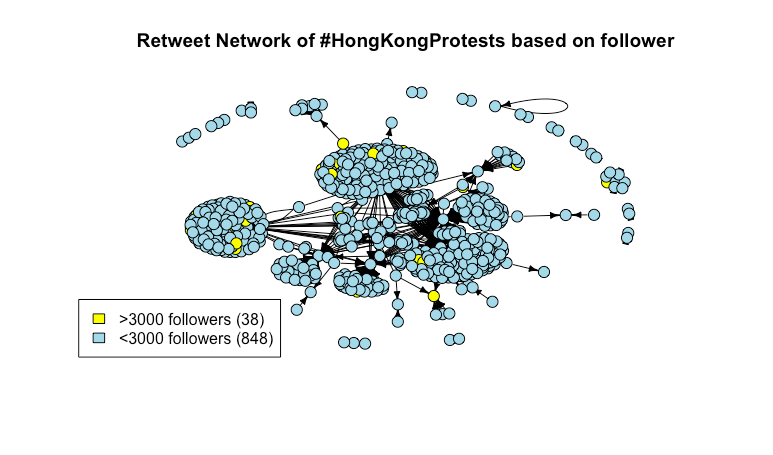 Retweet Network of #HongKongProtests based on follower
>3000 followers (38)
<3000 followers (848)